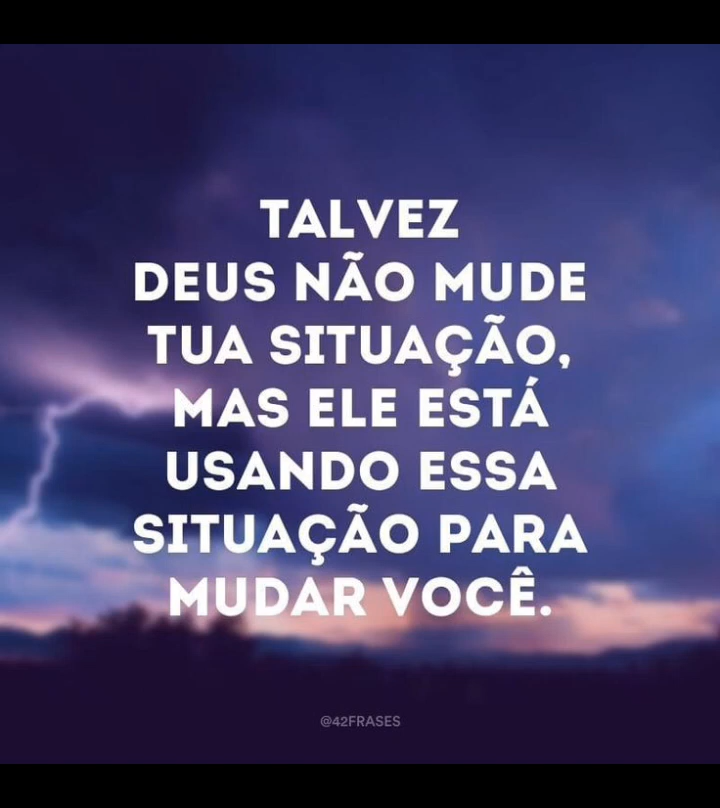 TALVEZ
DEUS NÃO MUDE
TUA SITUAÇÃO,
MAS ELE ESTÁ
USANDO ESSA
SITUAÇÃO PARA
MUDAR VOCÊ.
@42FRASES